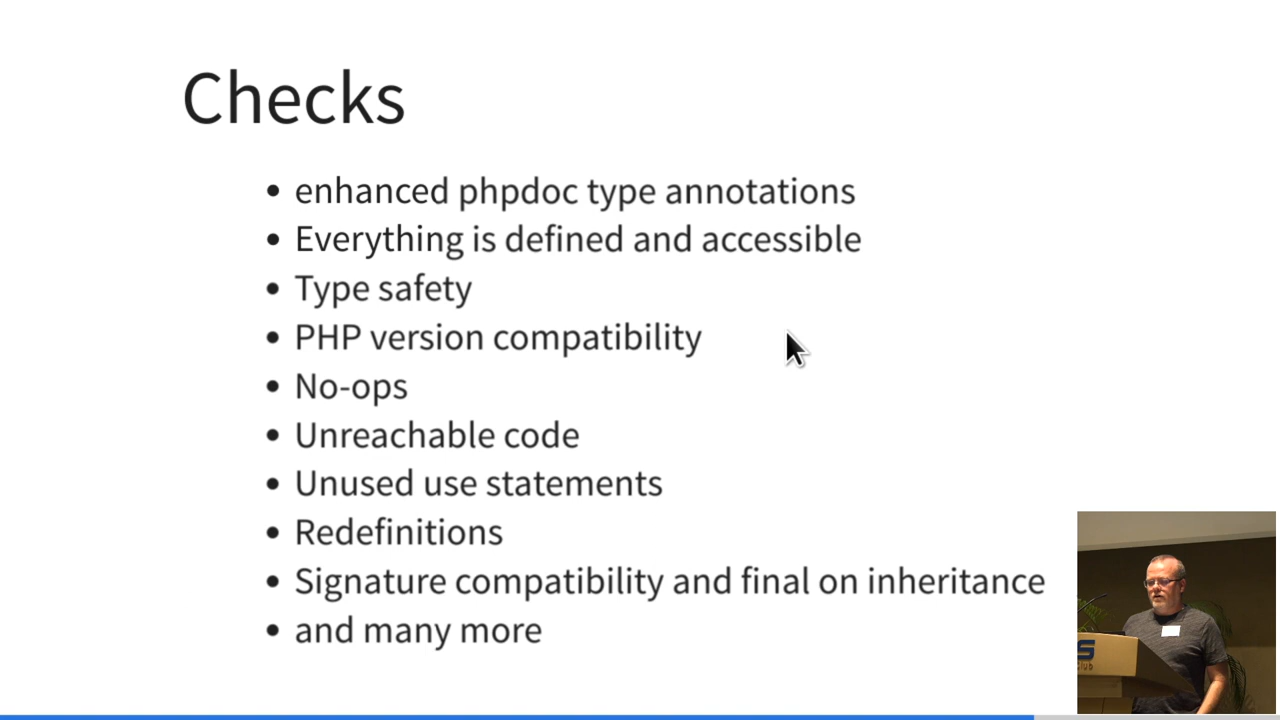 Checks
enhanced phpdoc type annotations
Everything is defined and accessible
Type safety
PHP version compatibility
No-ops
Unreachable code
Unused use statements
Redefinitions
Signature compatibility and final on inheritance
and many more
S
Club